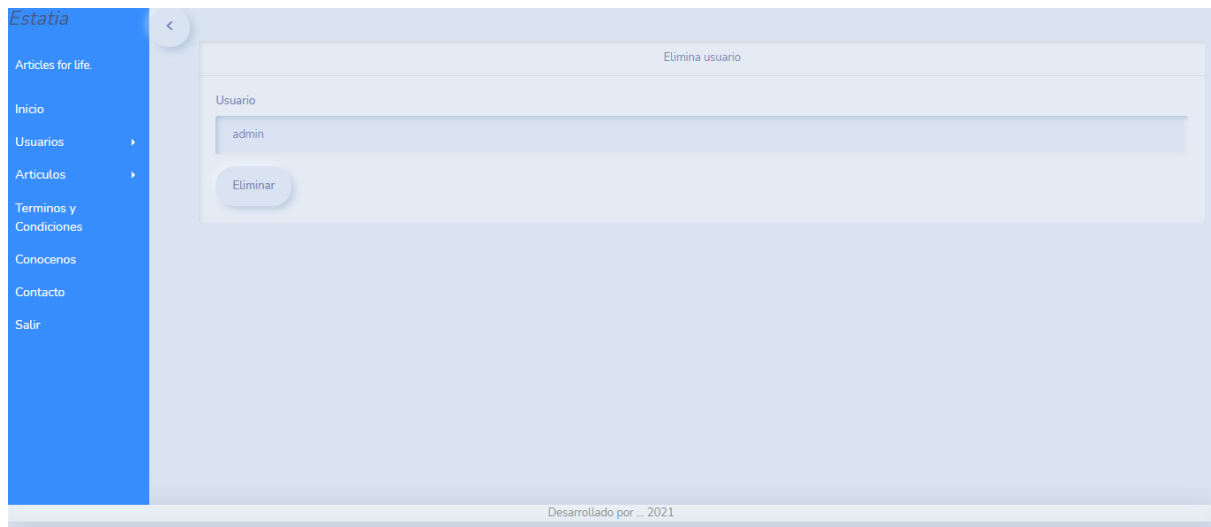 Estatia
Articles for life.
Inicio
Usuarios
Articulos
Terminos y
Condiciones
Conocenos
Contacto
Salir
Elimina usuario
Usuario
admin
Eliminar
Desarrollado por ... 2021